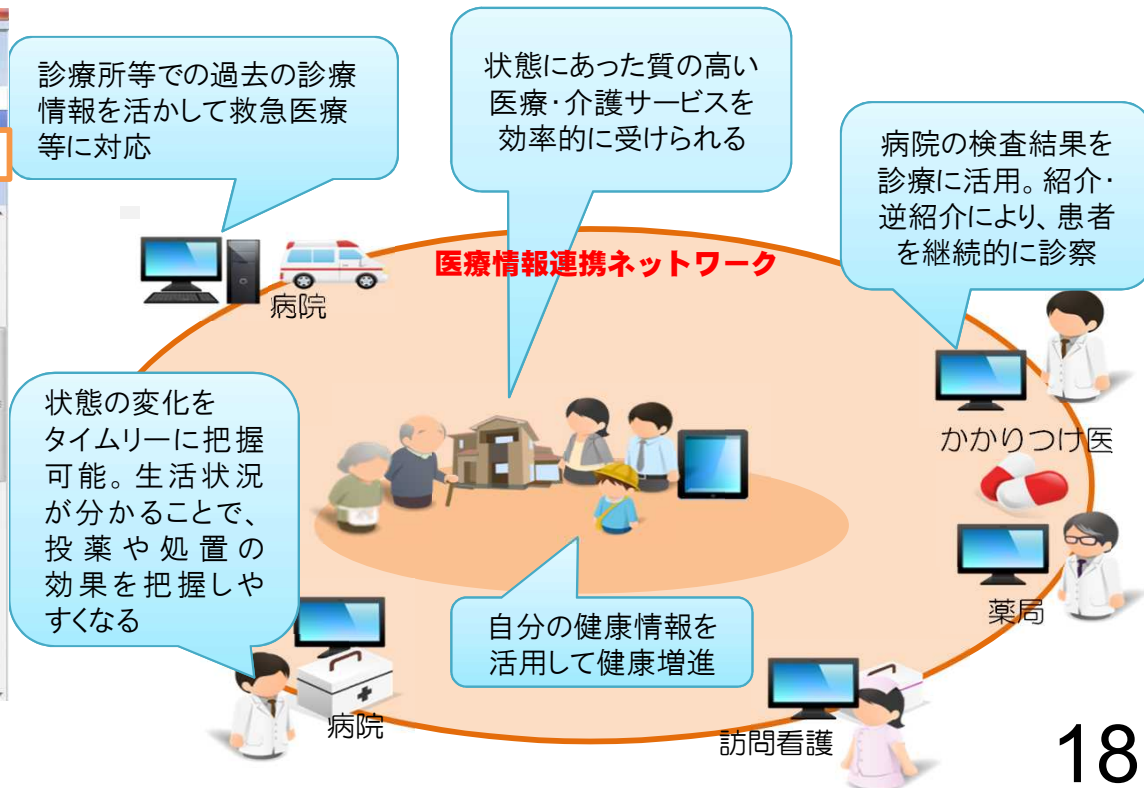 診療所等での過去の診療
情報を活かして救急医療
等に対応
状態にあった質の高い
医療・介護サービスを
効率的に受けられる
病院の検査結果を
診療に活用。紹介・
逆紹介により、患者
を継続的に診察
医療情報連携ネットワーク
病院
状態の変化を
タイムリーに把握
可能。生活状況
が分かることで、
投薬や処置の
効果を把握しや
すくなる
かかりつけ医
薬局
自分の健康情報を
活用して健康増進
病院
訪問看護
18